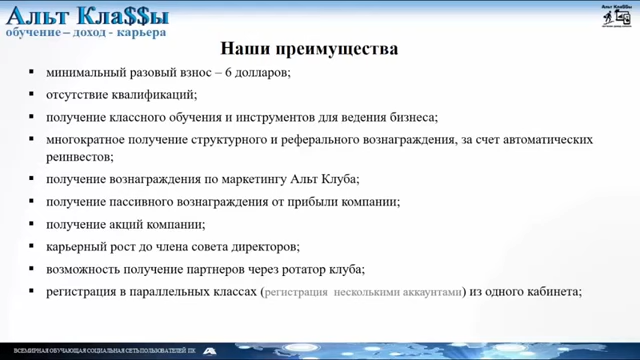 Альт Кла$$ы
обучение – доход - карьера
Альт Кла$$ы
Наши преимущества
▪ минимальный разовый взнос – 6 долларов;
▪ отсутствие квалификаций;
▪ получение классного обучения и инструментов для ведения бизнеса;
▪ многократное получение структурного и реферального вознаграждения, за счет автоматических
реинвестов;
▪ получение вознаграждения по маркетингу Альт Клуба;
▪ получение пассивного вознаграждения от прибыли компании;
▪ получение акций компании;
▪ карьерный рост до члена совета директоров;
▪ возможность получение партнеров через ротатор клуба;
▪ регистрация в параллельных классах (регистрация несколькими аккаунтами) из одного кабинета;
ВСЕМИРНАЯ ОБУЧАЮЩАЯ СОЦИАЛЬНАЯ СЕТЬ ПОЛЬЗОВАТЕЛЕЙ ПК